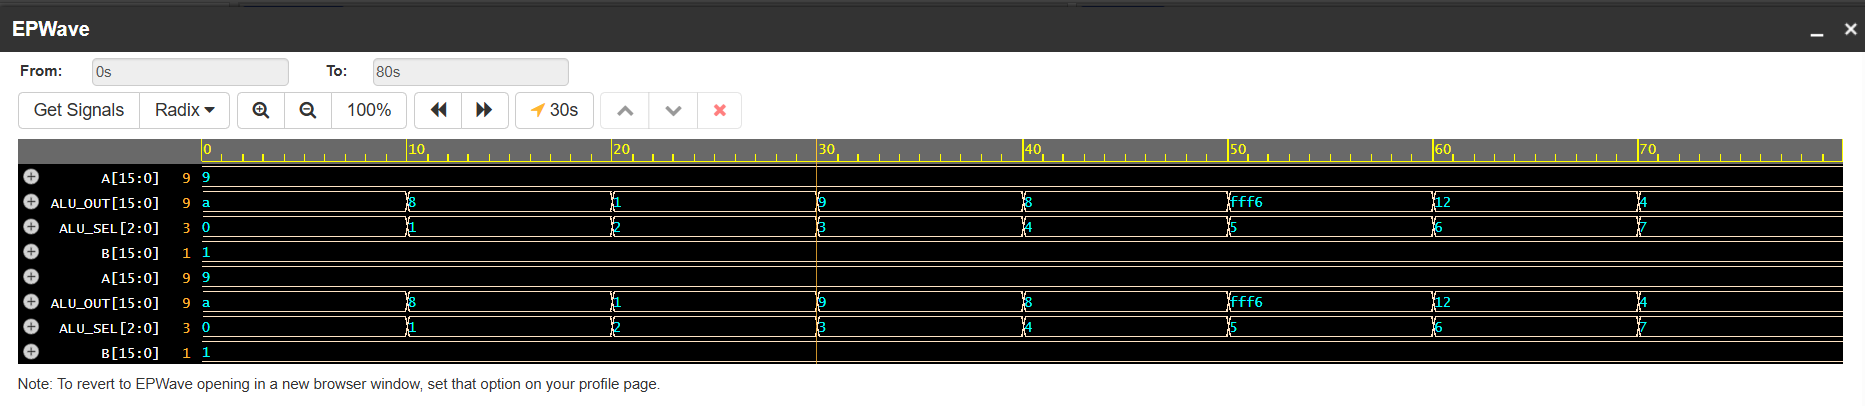 EPWave
From: 0s To: 80s
Get Signals Radix 100% 30s
0 10 20 30 40 50 60 70
A[15:0] 9 9
ALU_OUT[15:0] 9 a 8 1 9 8 fff6 12 4
ALU_SEL[2:0] 3 0 1 2 3 4 5 6 7
B[15:0] 1 1
A[15:0] 9 9
ALU_OUT[15:0] 9 a 8 1 9 8 fff6 12 4
ALU_SEL[2:0] 3 0 1 2 3 4 5 6 7
B[15:0] 1 1
Note: To revert to EPWave opening in a new browser window, set that option on your profile page.